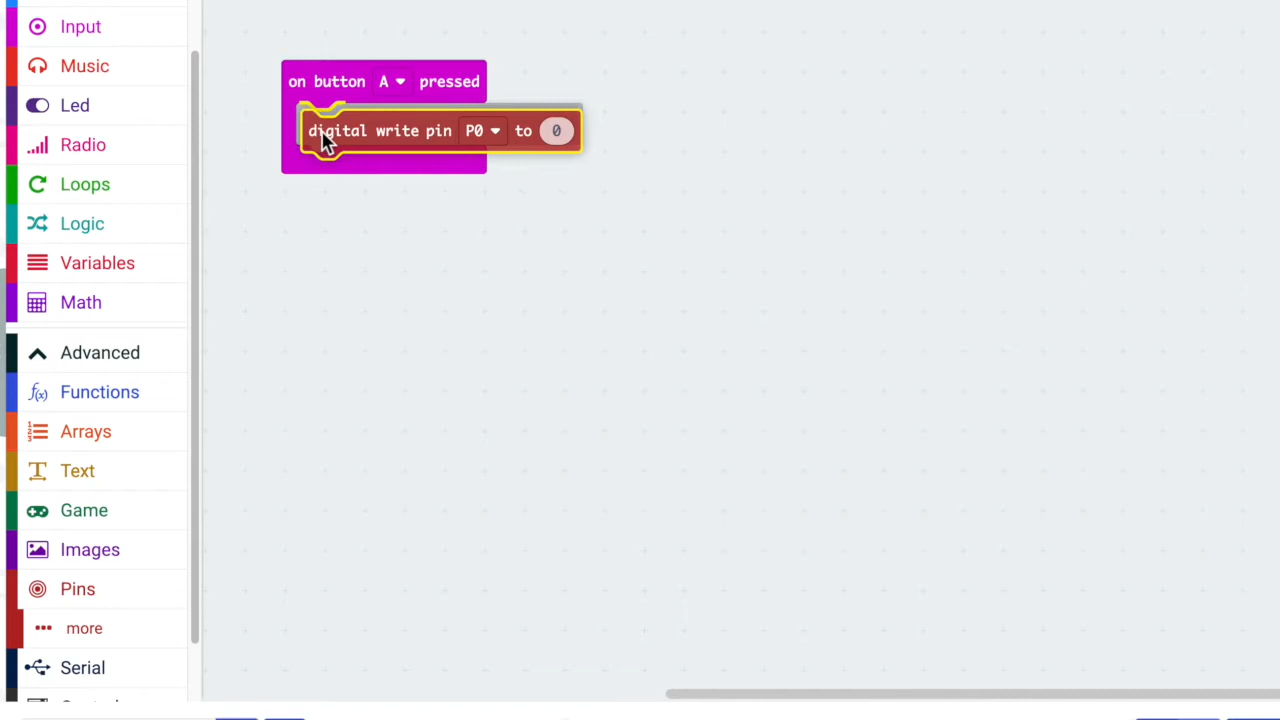 Input
Music
Led
Radio
Loops
Logic
Variables
Math
Advanced
f(x) Functions
Arrays
Text
Game
Images
Pins
more
Serial
on button A pressed
digital write pin P0 to 0